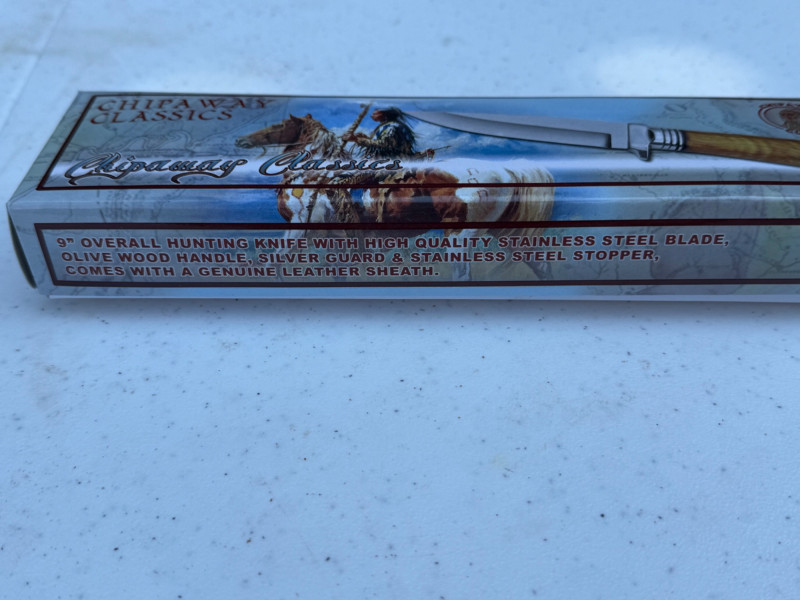 CHIPAWAY
CLASSICS
Chipaway Classics
9" OVERALL HUNTING KNIFE WITH HIGH QUALITY STAINLESS STEEL BLADE,
OLIVE WOOD HANDLE, SILVER GUARD & STAINLESS STEEL STOPPER,
COMES WITH A GENUINE LEATHER SHEATH.